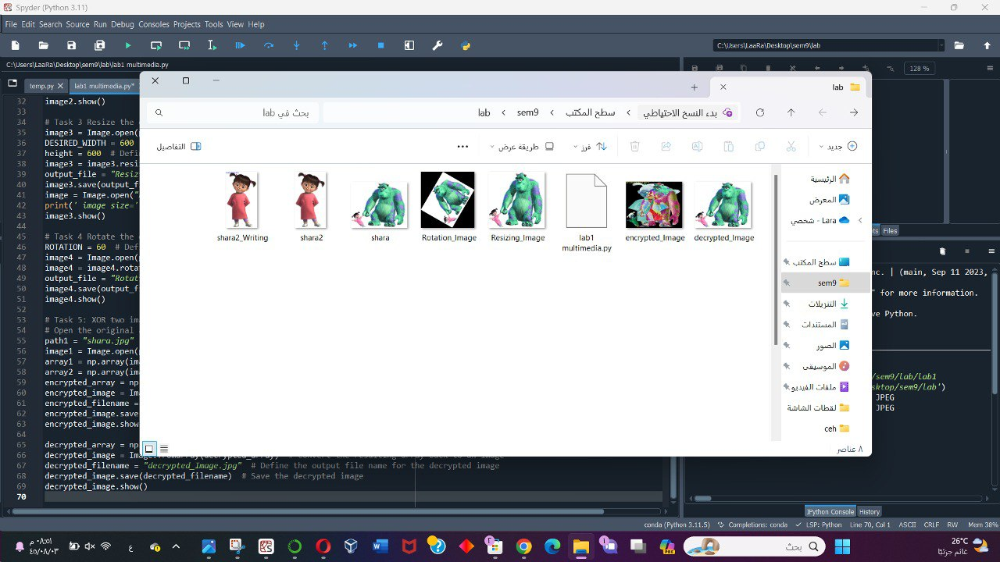 Spyder (Python 3.11)
File Edit Search Source Run Debug Consoles Projects Tools View Help
C:\Users\LaaRa\Desktop\sem9\lab
C:\Users\LaaRa\Desktop\sem9\lab\lab1 multimedia.py
temp.py
lab1 multimedia.py*
128 %
32 image2.show()
33
34 # Task 3 Resize the
35 image3 = Image.open(
36 DESIRED_WIDTH = 600
37 height = 600 # Defi
38 image3 = image3.resi
39 output_file = "Resiz
40 image3.save(output_f
41 image = Image.open("
42 print(' image size='
43 image3.show()
44
45 # Task 4 Rotate the
46 ROTATION = 60 # Def
47 image4 = Image.open(
48 image4 = image4.rota
49 output_file = "Rotat
50 image4.save(output_f
51 image4.show()
52
53 # Task 5: XOR two im
54 # Open the original
55 path1 = "shara.jpg"
56 image1 = Image.open(
57 array1 = np.array(im
58 array2 = np.array(im
59 encrypted_array = np
60 encrypted_image = Im
61 encrypted_filename =
62 encrypted_image.save
63 encrypted_image.show
64
65 decrypted_array = np
66 decrypted_image = Image.fromarray(decrypted_array) # Convert the resulting array back to an image
67 decrypted_filename = "decrypted_Image.jpg" # Define the output file name for the decrypted image
68 decrypted_image.save(decrypted_filename) # Save the decrypted image
69 decrypted_image.show()
70
lab
بدء النسخ الاحتياطي
سطح المكتب
sem9
lab
بحث في lab
جديد
فرز
طريقة عرض
التفاصيل
shara2_Writing
shara2
shara
Rotation_Image
Resizing_Image
lab1 multimedia.py
encrypted_Image
decrypted_Image
الرئيسية
المعرض
Lara - شخصي
سطح المكتب
sem9
التنزيلات
المستندات
الصور
الموسيقى
ملفات الفيديو
لقطات الشاشة
ceh
٨ عناصر
ots Files
nc. | (main, Sep 11 2023,
" for more information.
ve Python.
/sem9/lab/lab1
sktop/sem9/lab')
JPEG
JPEG
IPython Console History
conda (Python 3.11.5) Completions: conda LSP: Python Line 70, Col 1 ASCII CRLF RW Mem 38%
٠٨:٥١ م
٤٥/٠٨/٠٣
ع
PRE
بحث
26°C
غائم جزئيًا